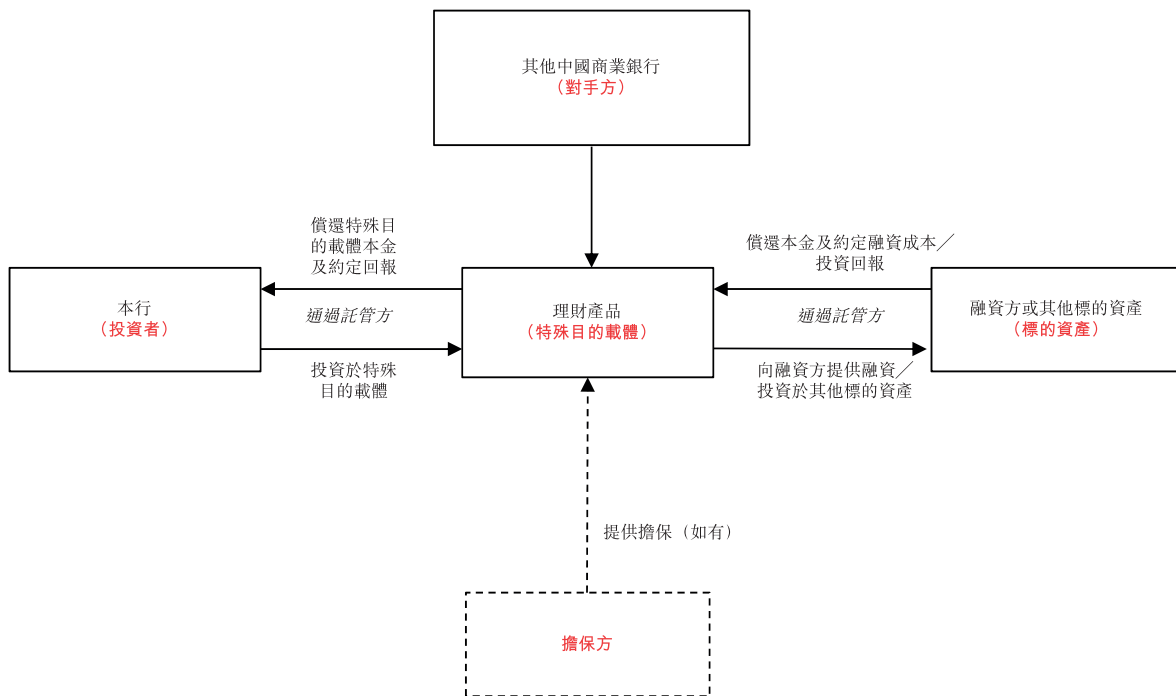 其他中國商業銀行
（對手方）
償還特殊目
的載體本金
及約定回報
償還本金及約定融資成本／
投資回報
本行
（投資者）
通過託管方
理財產品
（特殊目的載體）
通過託管方
融資方或其他標的資產
（標的資產）
投資於特殊
目的載體
向融資方提供融資／
投資於其他標的資產
提供擔保（如有）
擔保方